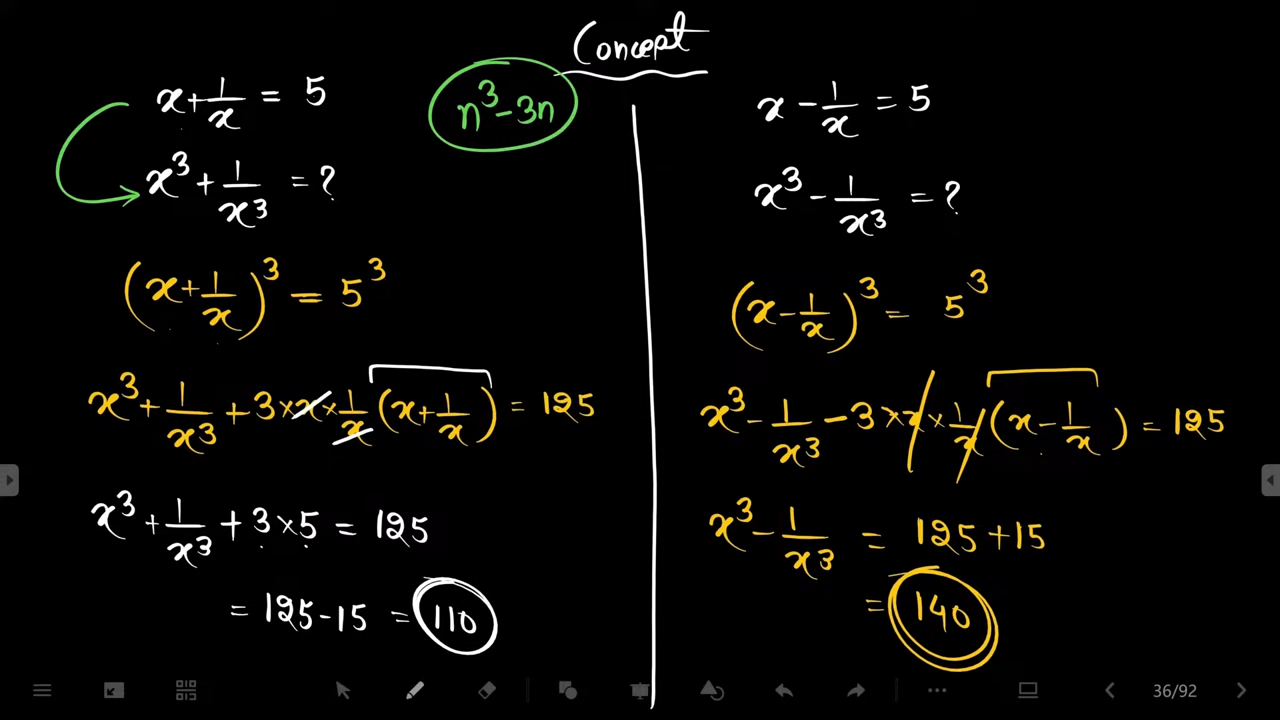 Concept
x + 1/x = 5
n³ - 3n
x³ + 1/x³ = ?
(x + 1/x)³ = 5³
x³ + 1/x³ + 3 × x × 1/x (x + 1/x) = 125
x³ + 1/x³ + 3 × 5 = 125
= 125 - 15 = 110
x - 1/x = 5
x³ - 1/x³ = ?
(x - 1/x)³ = 5³
x³ - 1/x³ - 3 × x × 1/x (x - 1/x) = 125
x³ - 1/x³ = 125 + 15
= 140
36/92